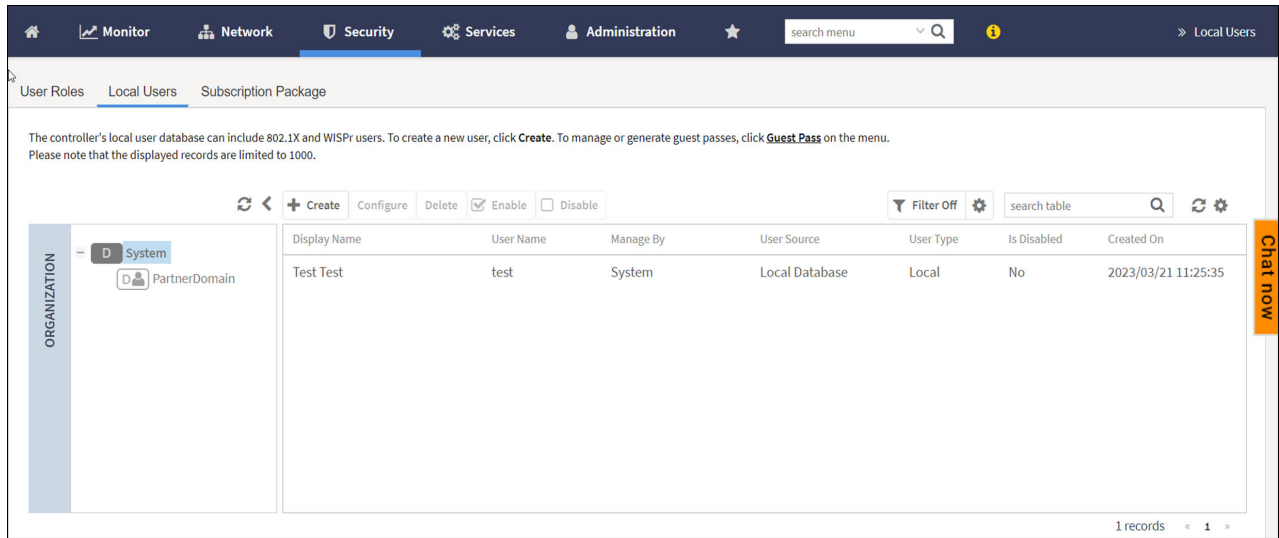 Monitor Network Security Services Administration search menu » Local Users
User Roles Local Users Subscription Package
The controller's local user database can include 802.1X and WISPr users. To create a new user, click Create. To manage or generate guest passes, click Guest Pass on the menu.
Please note that the displayed records are limited to 1000.
Create Configure Delete Enable Disable Filter Off search table
ORGANIZATION
D System
D PartnerDomain
Display Name User Name Manage By User Source User Type Is Disabled Created On
Test Test test System Local Database Local No 2023/03/21 11:25:35
Chat now
1 records « 1 »